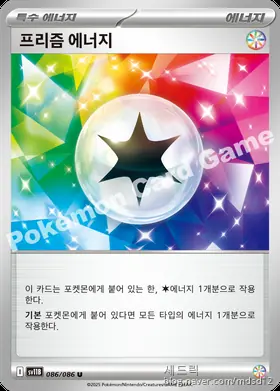 특수 에너지 에너지
프리즘 에너지
Pokémon Card Game
이 카드는 포켓몬에게 붙어 있는 한, 에너지 1개분으로 작용
한다.
기본 포켓몬에게 붙어 있다면 모든 타입의 에너지 1개분으로 작
용한다.
sv11B 086/086 U
세드릭
blog.naver.com/mdsdh
©2025 Pokémon/Nintendo/Creatures/GAME FREAK